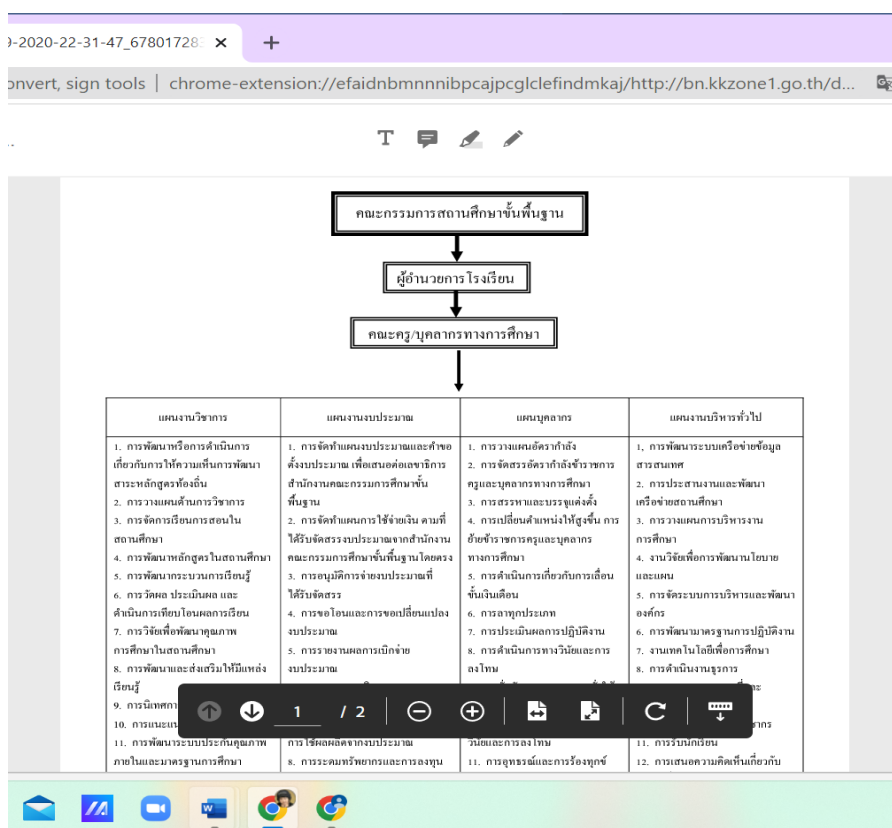 9-2020-22-31-47_67801728
onvert, sign tools | chrome-extension://efaidnbmnnnibpcajpcglclefindmkaj/http://bn.kkzone1.go.th/d...
คณะกรรมการสถานศึกษาขั้นพื้นฐาน
ผู้อำนวยการโรงเรียน
คณะครู/บุคลากรทางการศึกษา
แผนงานวิชาการ
1. การพัฒนาหรือการดำเนินการ
เกี่ยวกับการให้ความเห็นการพัฒนา
สาระหลักสูตรท้องถิ่น
2. การวางแผนด้านการวิชาการ
3. การจัดการเรียนการสอนใน
สถานศึกษา
4. การพัฒนาหลักสูตรในสถานศึกษา
5. การพัฒนากระบวนการเรียนรู้
6. การวัดผล ประเมินผล และ
ดำเนินการเทียบโอนผลการเรียน
7. การวิจัยเพื่อพัฒนาคุณภาพ
การศึกษาในสถานศึกษา
8. การพัฒนาและส่งเสริมให้มีแหล่ง
เรียนรู้
9. การนิเทศกา
10. การแนะแน
11. การพัฒนาระบบประกันคุณภาพ
ภายในและมาตรฐานการศึกษา
แผนงานงบประมาณ
1. การจัดทำแผนงบประมาณและคำขอ
ตั้งงบประมาณ เพื่อเสนอต่อเลขาธิการ
สำนักงานคณะกรรมการศึกษาขั้น
พื้นฐาน
2. การจัดทำแผนการใช้จ่ายเงิน ตามที่
ได้รับจัดสรรงบประมาณจากสำนักงาน
คณะกรรมการศึกษาขั้นพื้นฐานโดยตรง
3. การอนุมัติการจ่ายงบประมาณที่
ได้รับจัดสรร
4. การขอโอนและการขอเปลี่ยนแปลง
งบประมาณ
5. การรายงานผลการเบิกจ่าย
งบประมาณ
การใช้ผลผลิตจากงบประมาณ
8. การระดมทรัพยากรและการลงทุน
แผนบุคลากร
1. การวางแผนอัตรากำลัง
2. การจัดสรรอัตรากำลังข้าราชการ
ครูและบุคลากรทางการศึกษา
3. การสรรหาและบรรจุแต่งตั้ง
4. การเปลี่ยนตำแหน่งให้สูงขึ้น การ
ย้ายข้าราชการครูและบุคลากร
ทางการศึกษา
5. การดำเนินการเกี่ยวกับการเลื่อน
ขั้นเงินเดือน
6. การลาทุกประเภท
7. การประเมินผลการปฏิบัติงาน
8. การดำเนินการทางวินัยและการ
ลงโทษ
วินัยและการลงโทษ
11. การอุทธรณ์และการร้องทุกข์
แผนงานบริหารทั่วไป
1, การพัฒนาระบบเครือข่ายข้อมูล
สารสนเทศ
2. การประสานงานและพัฒนา
เครือข่ายสถานศึกษา
3. การวางแผนการบริหารงาน
การศึกษา
4. งานวิจัยเพื่อการพัฒนานโยบาย
และแผน
5. การจัดระบบการบริหารและพัฒนา
องค์กร
6. การพัฒนามาตรฐานการปฏิบัติงาน
7. งานเทคโนโลยีเพื่อการศึกษา
8. การดำเนินงานธุรการ
ากร
11. การรับนักเรียน
12. การเสนอความคิดเห็นเกี่ยวกับ
1 / 2